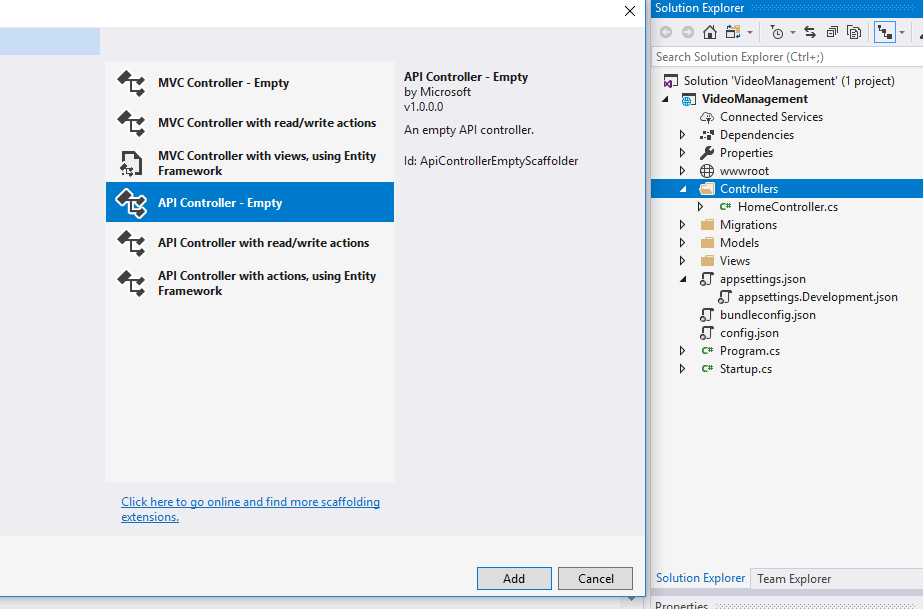 MVC Controller - Empty
MVC Controller with read/write actions
MVC Controller with views, using Entity
Framework
API Controller - Empty
API Controller with read/write actions
API Controller with actions, using Entity
Framework
API Controller - Empty
by Microsoft
v1.0.0.0
An empty API controller.
Id: ApiControllerEmptyScaffolder
Click here to go online and find more scaffolding
extensions.
Add
Cancel
Solution Explorer
Search Solution Explorer (Ctrl+;)
Solution 'VideoManagement' (1 project)
VideoManagement
Connected Services
Dependencies
Properties
wwwroot
Controllers
C# HomeController.cs
Migrations
Models
Views
appsettings.json
appsettings.Development.json
bundleconfig.json
config.json
C# Program.cs
C# Startup.cs
Solution Explorer
Team Explorer
Properties